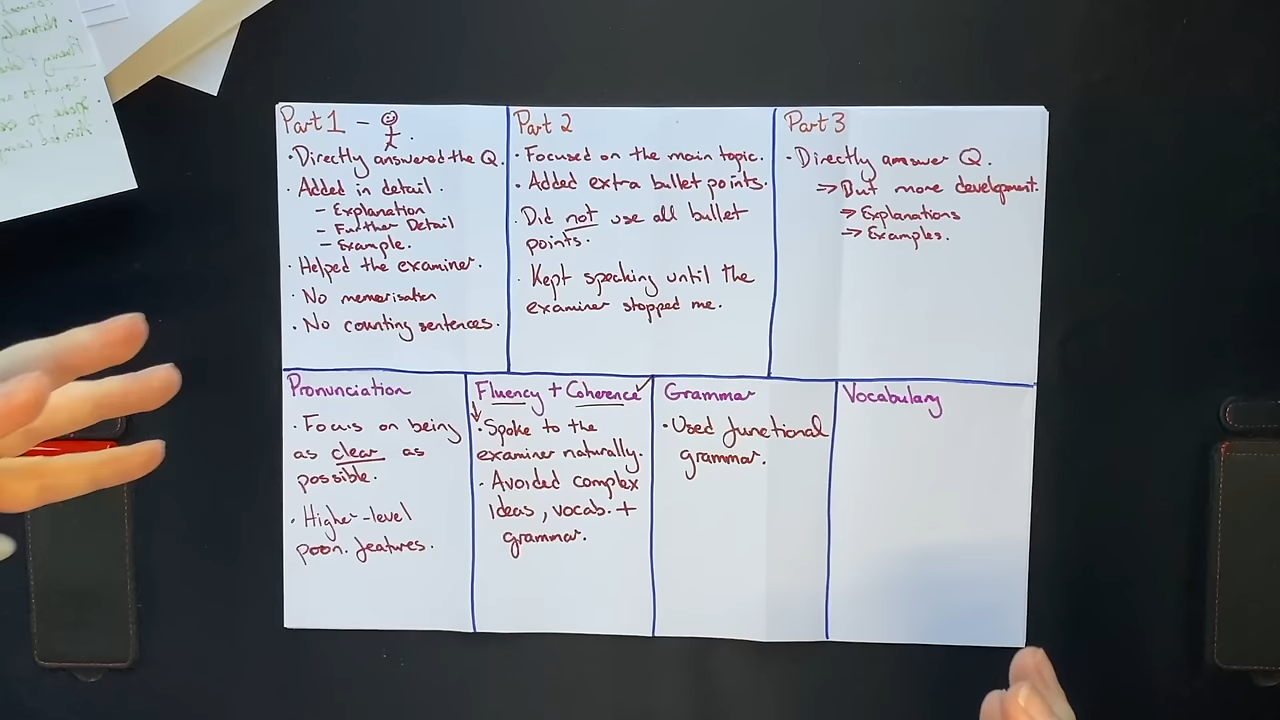 Part 1 -
· Directly answered the Q.
· Added in detail.
- Explanation
- Further Detail
- Example.
· Helped the examiner.
· No memorisation
· No counting sentences.
Part 2
· Focused on the main topic.
· Added extra bullet points.
· Did not use all bullet
points.
· Kept speaking until the
examiner stopped me.
Part 3
· Directly answer Q.
⇒ But more development.
⇒ Explanations
⇒ Examples.
Pronunciation
· Focus on being
as clear as
possible.
· Higher-level
pron. features.
Fluency + Coherence ✓
↓
· Spoke to the
examiner naturally.
· Avoided complex
ideas, vocab. +
grammar.
Grammar
· Used functional
grammar.
Vocabulary